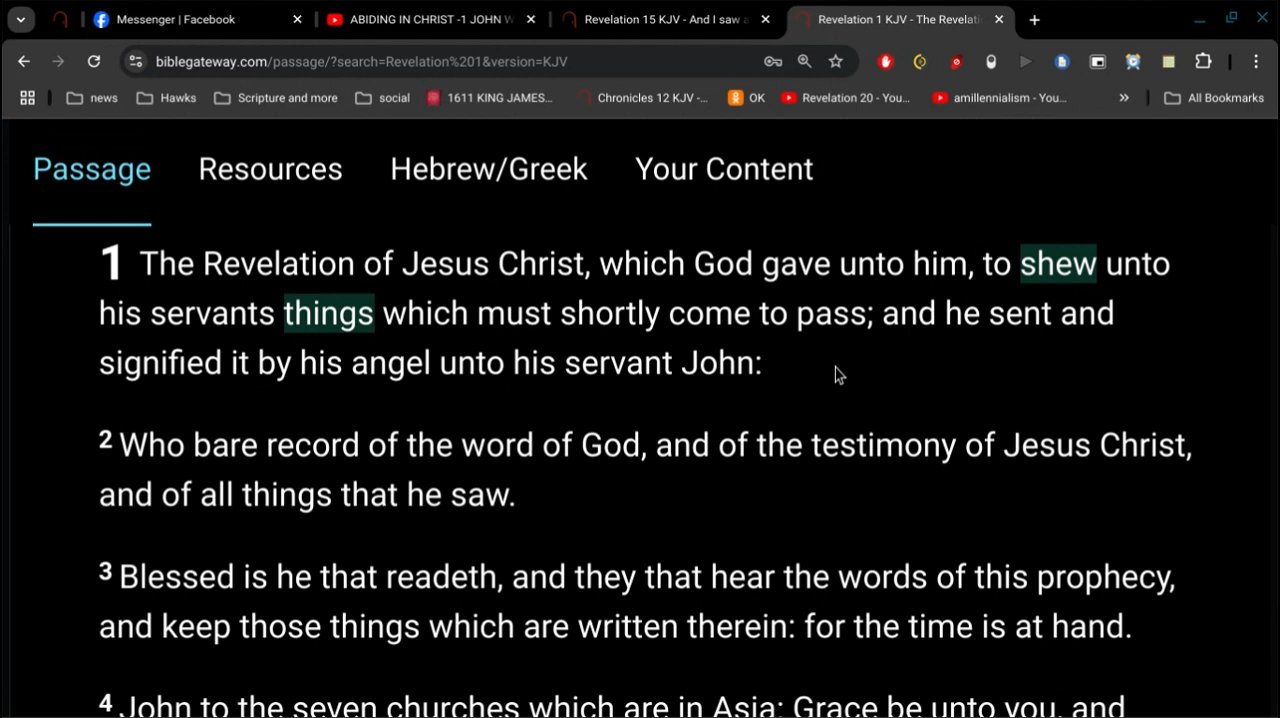 Messenger | Facebook
ABIDING IN CHRIST -1 JOHN W
Revelation 15 KJV - And I saw
Revelation 1 KJV - The Revelati
biblegateway.com/passage/?search=Revelation%201&version=KJV
news
Hawks
Scripture and more
social
1611 KING JAMES...
Chronicles 12 KJV -...
OK
Revelation 20 - You...
amillennialism - You...
All Bookmarks
Passage Resources Hebrew/Greek Your Content
1 The Revelation of Jesus Christ, which God gave unto him, to shew unto
his servants things which must shortly come to pass; and he sent and
signified it by his angel unto his servant John:
2 Who bare record of the word of God, and of the testimony of Jesus Christ,
and of all things that he saw.
3 Blessed is he that readeth, and they that hear the words of this prophecy,
and keep those things which are written therein: for the time is at hand.
4 John to the seven churches which are in Asia: Grace be unto you, and